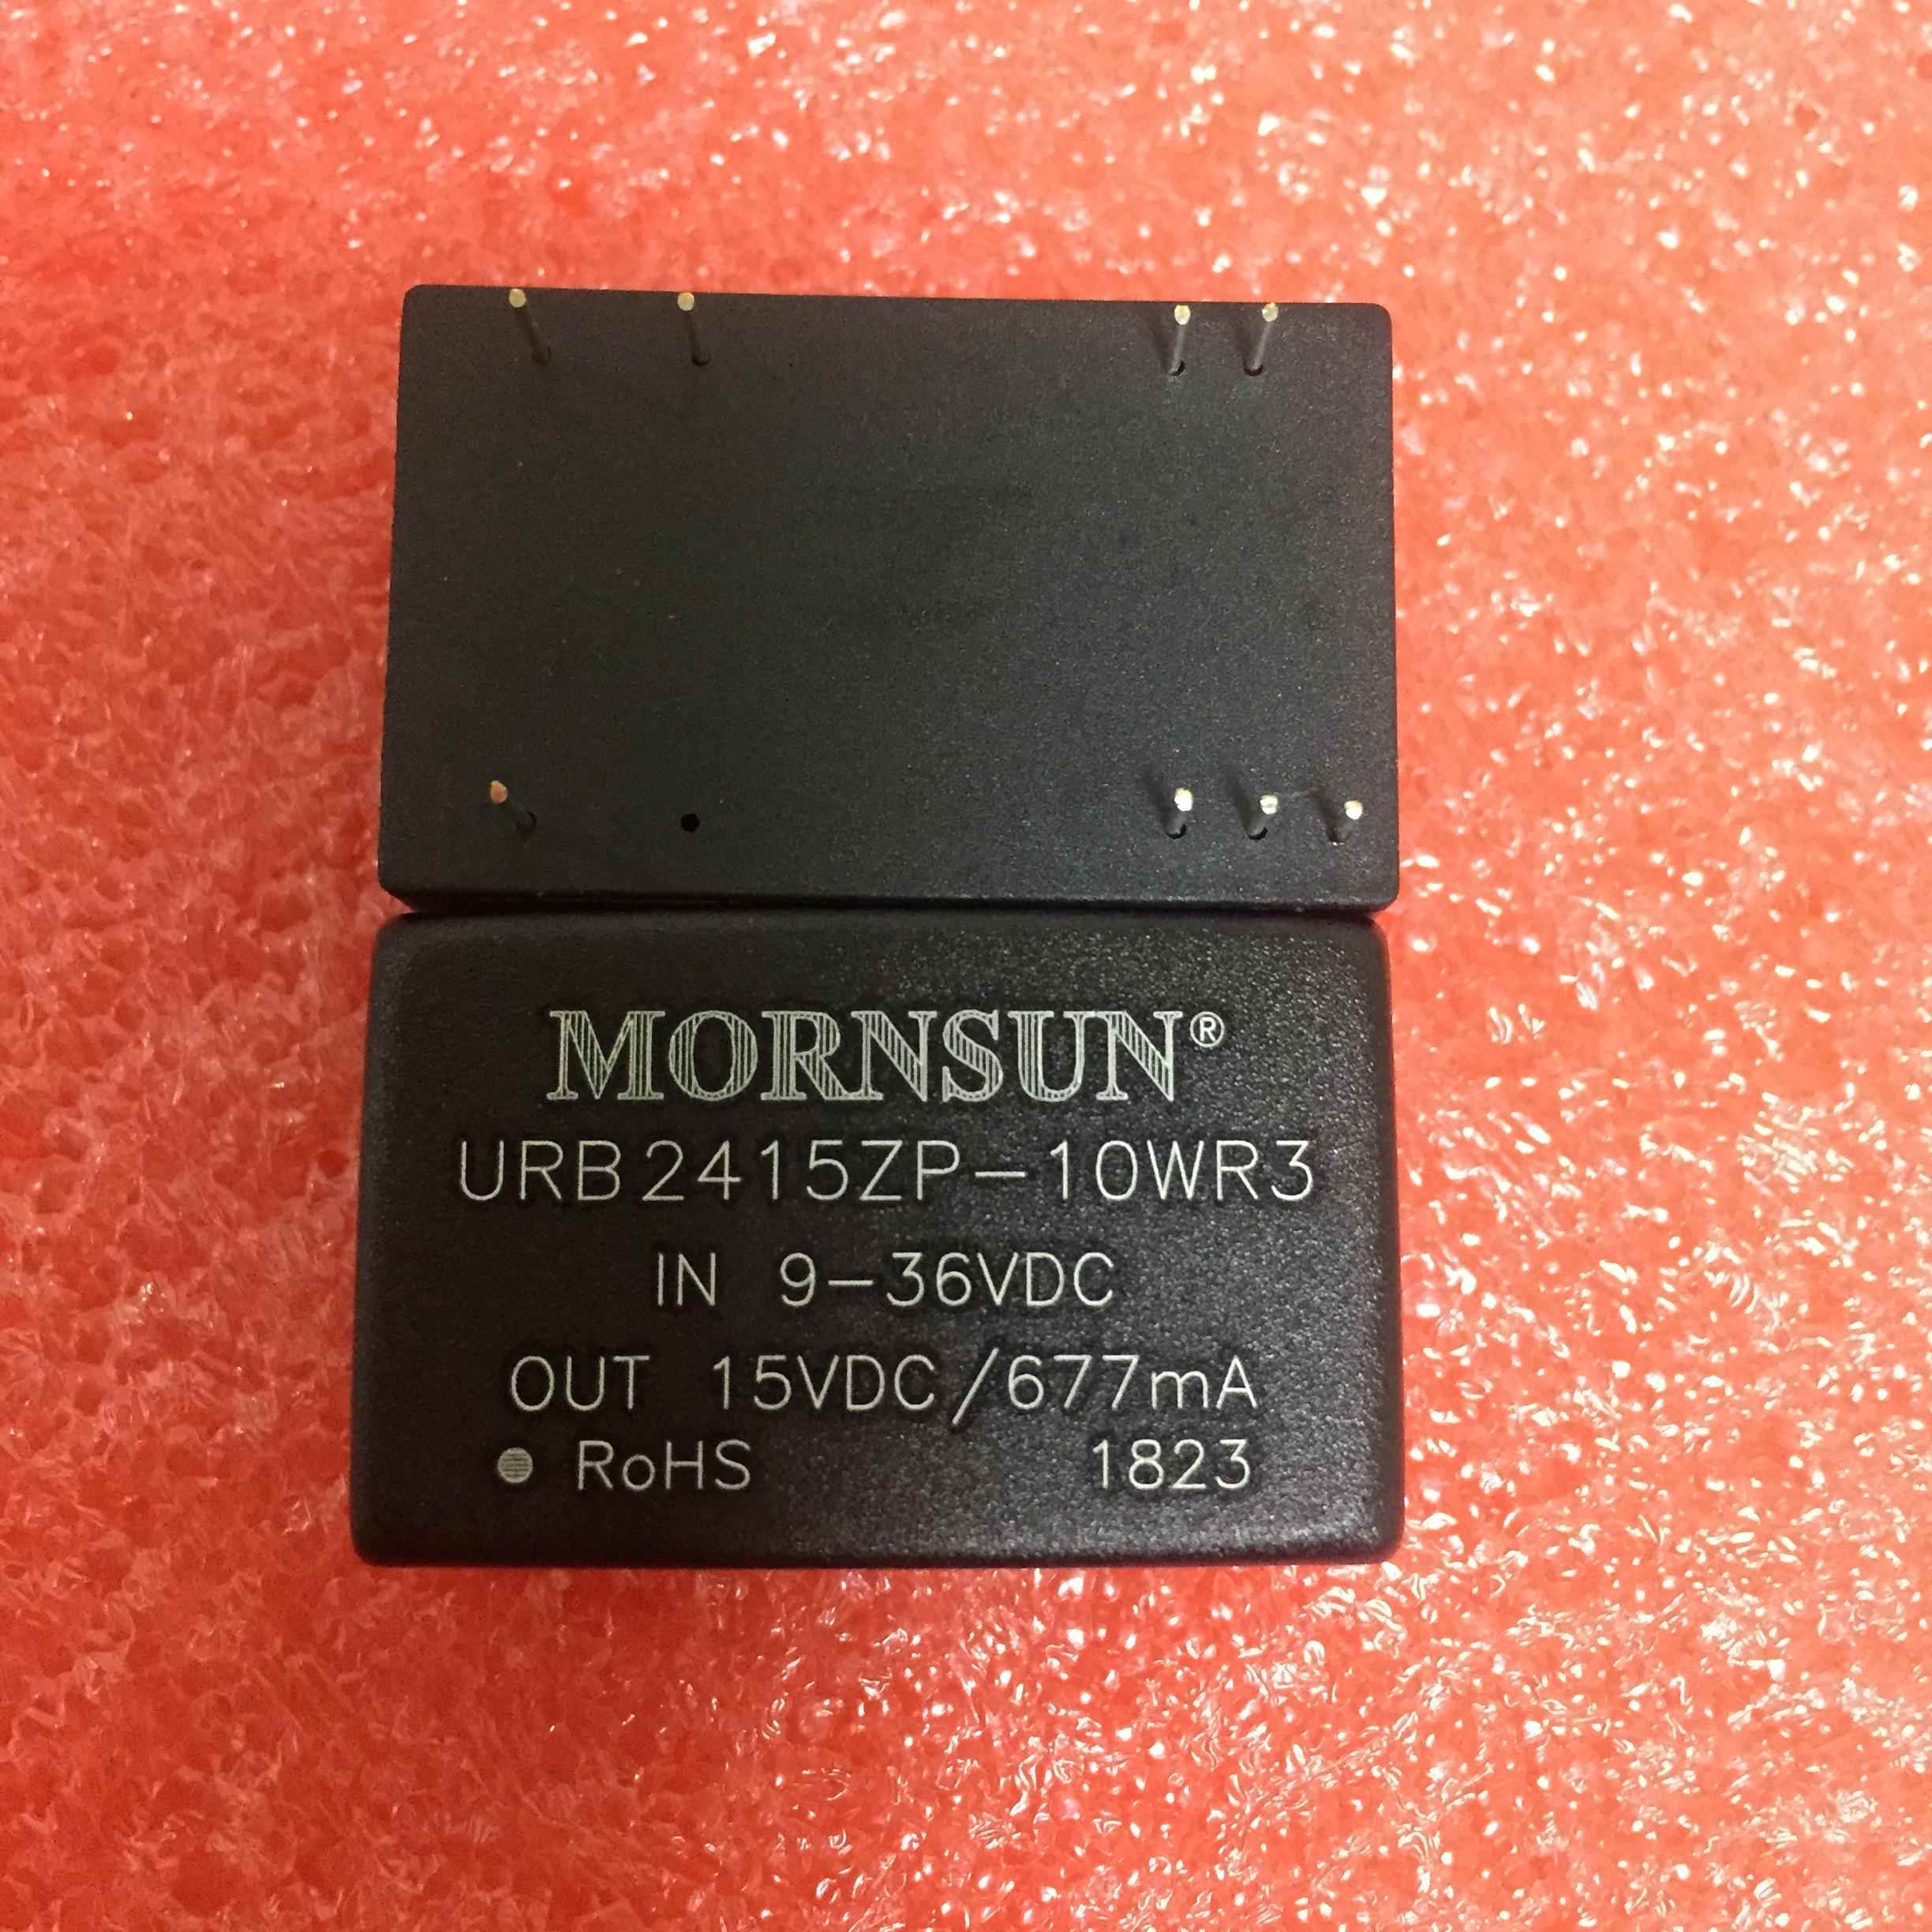 MORNSUN®
URB2415ZP-10WR3
IN 9-36VDC
OUT 15VDC/677mA
RoHS 1823